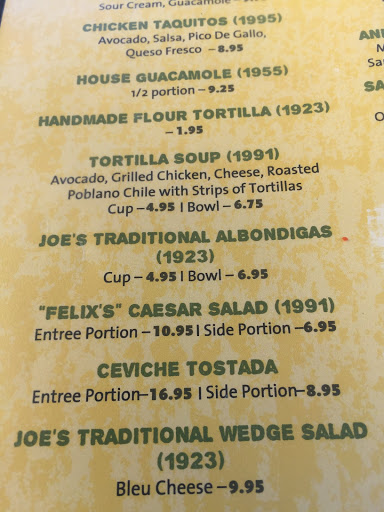 Sour Cream, Guacamole –
CHICKEN TAQUITOS (1995)
Avocado, Salsa, Pico De Gallo,
Queso Fresco – 8.95
HOUSE GUACAMOLE (1955)
1/2 portion – 9.25
HANDMADE FLOUR TORTILLA (1923)
– 1.95
TORTILLA SOUP (1991)
Avocado, Grilled Chicken, Cheese, Roasted
Poblano Chile with Strips of Tortillas
Cup – 4.95 I Bowl – 6.75
JOE'S TRADITIONAL ALBONDIGAS
(1923)
Cup – 4.95 I Bowl – 6.95
"FELIX'S" CAESAR SALAD (1991)
Entree Portion – 10.95 I Side Portion –6.95
CEVICHE TOSTADA
Entree Portion–16.95 I Side Portion–8.95
JOE'S TRADITIONAL WEDGE SALAD
(1923)
Bleu Cheese – 9.95